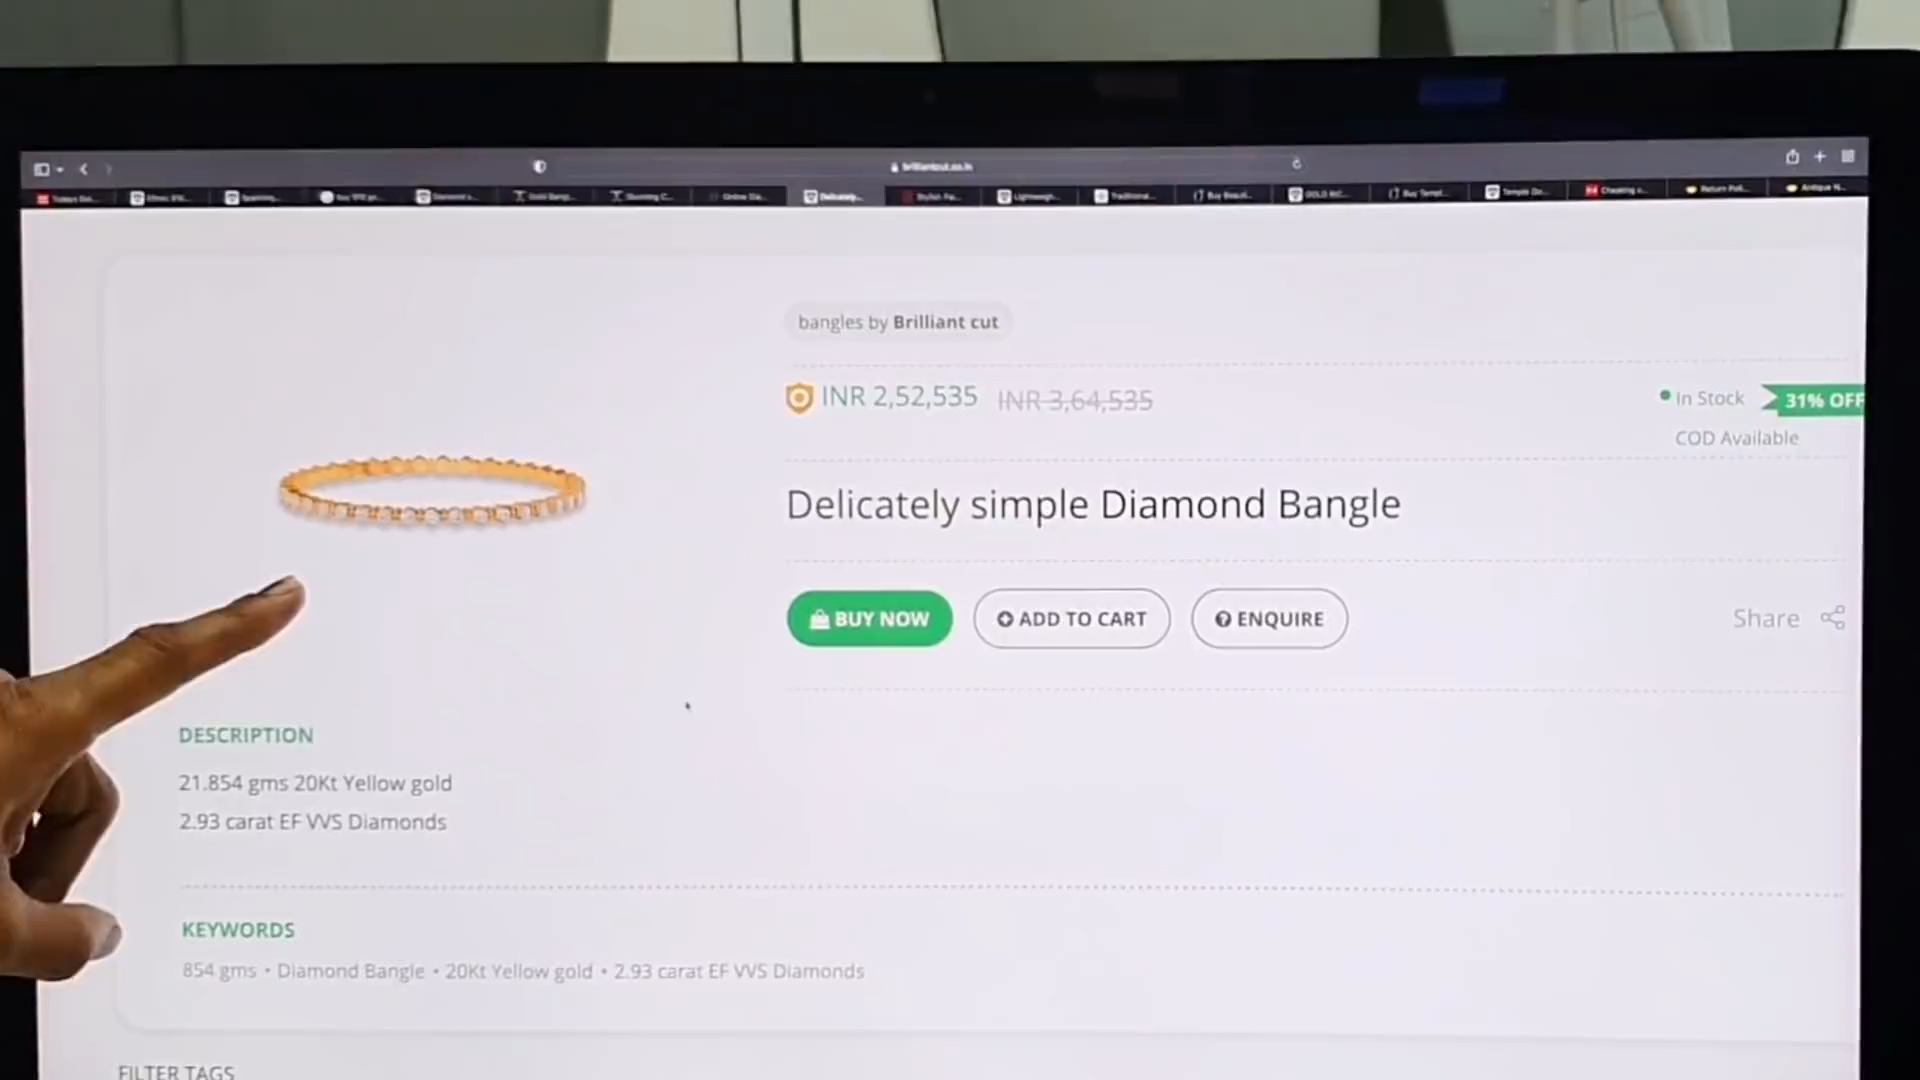 brilliantcut.co.in
bangles by Brilliant cut
INR 2,52,535 INR 3,64,535
In Stock
31% OFF
COD Available
Delicately simple Diamond Bangle
BUY NOW
ADD TO CART
ENQUIRE
Share
DESCRIPTION
21.854 gms 20Kt Yellow gold
2.93 carat EF VVS Diamonds
KEYWORDS
854 gms • Diamond Bangle • 20Kt Yellow gold • 2.93 carat EF VVS Diamonds
FILTER TAGS